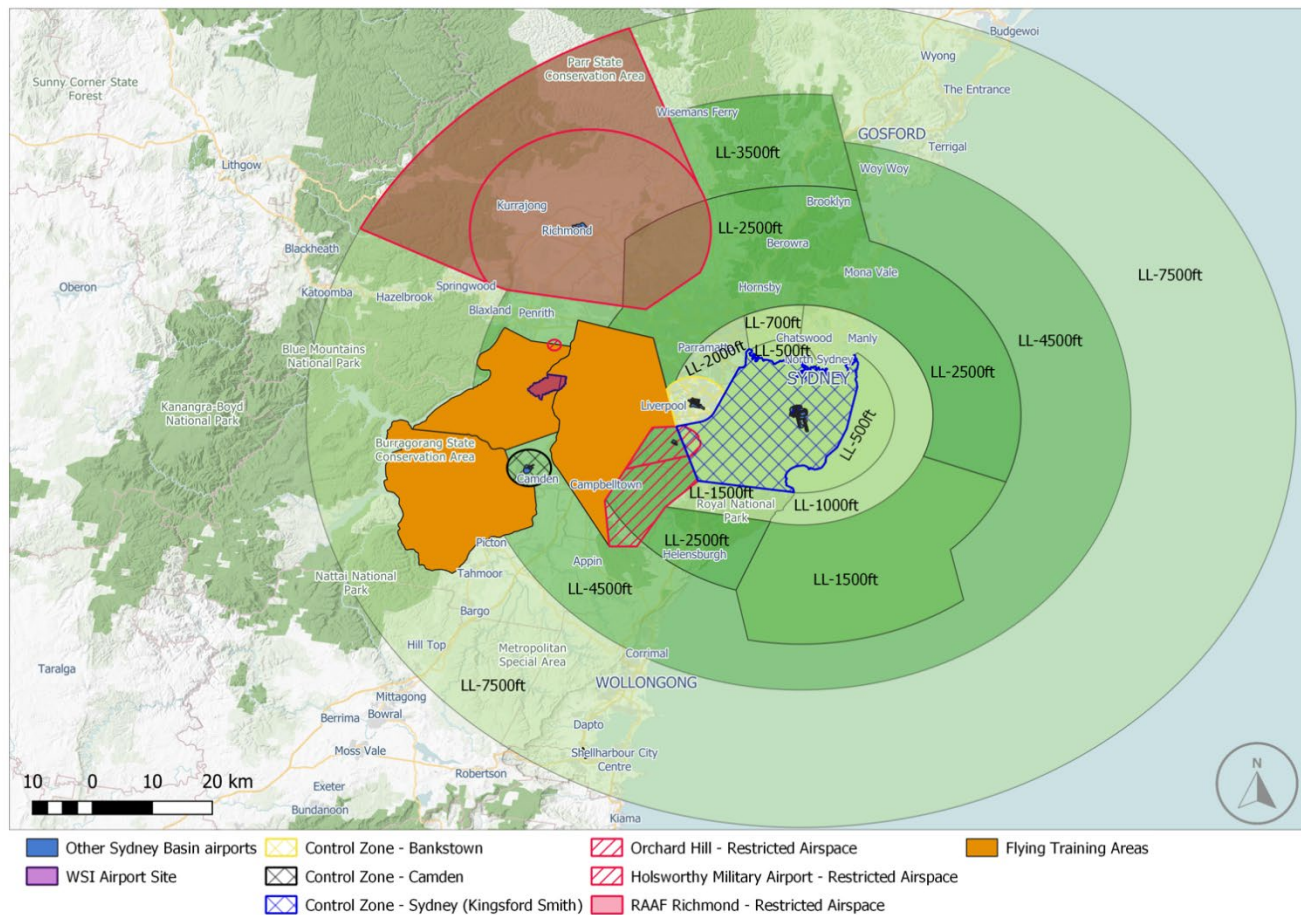 Budgewoi
Wyong
Parr State
Conservation Area
Sunny Corner State
Forest
The Entrance
Wisemans Ferry
GOSFORD
Terrigal
LL-3500ft
Lithgow
Woy Woy
Kurrajong
Brooklyn
Richmond
LL-2500ft
Berowra
Blackheath
Mona Vale
LL-7500ft
Oberon
Katoomba
Hazelbrook
Springwood
Hornsby
Blaxland
Penrith
LL-700ft
Blue Mountains
National Park
Parramatta
LL-2000ft
Chatswood
Manly
LL-4500ft
LL-500ft
North Sydney
SYDNEY
LL-2500ft
Kanangra-Boyd
National Park
Liverpool
LL-500ft
Burragorang State
Conservation Area
Camden
Campbelltown
LL-1500ft
Royal National
Park
LL-1000ft
Picton
LL-2500ft
Helensburgh
Nattai National
Park
Tahmoor
Appin
LL-4500ft
LL-1500ft
Bargo
Hill Top
Metropolitan
Special Area
Corrimal
Taralga
LL-7500ft
WOLLONGONG
Mittagong
Berrima
Bowral
Dapto
Moss Vale
Shellharbour City
Centre
Robertson
Exeter
Bundanoon
Kiama
10 0 10 20 km
N
Other Sydney Basin airports
WSI Airport Site
Control Zone - Bankstown
Control Zone - Camden
Control Zone - Sydney (Kingsford Smith)
Orchard Hill - Restricted Airspace
Holsworthy Military Airport - Restricted Airspace
RAAF Richmond - Restricted Airspace
Flying Training Areas